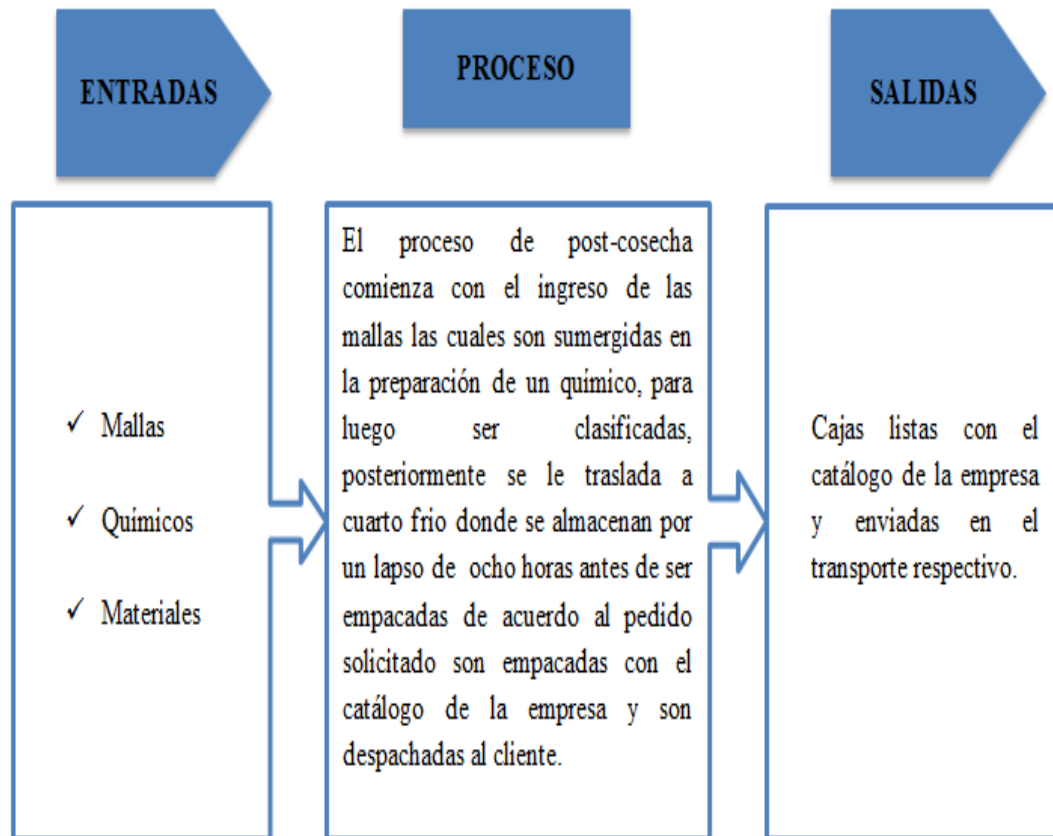 ENTRADAS
PROCESO
SALIDAS
✓ Mallas
✓ Químicos
✓ Materiales
El proceso de post-cosecha
comienza con el ingreso de las
mallas las cuales son sumergidas en
la preparación de un químico, para
luego ser clasificadas,
posteriormente se le traslada a
cuarto frio donde se almacenan por
un lapso de ocho horas antes de ser
empacadas de acuerdo al pedido
solicitado son empacadas con el
catálogo de la empresa y son
despachadas al cliente.
Cajas listas con el
catálogo de la empresa
y enviadas en el
transporte respectivo.